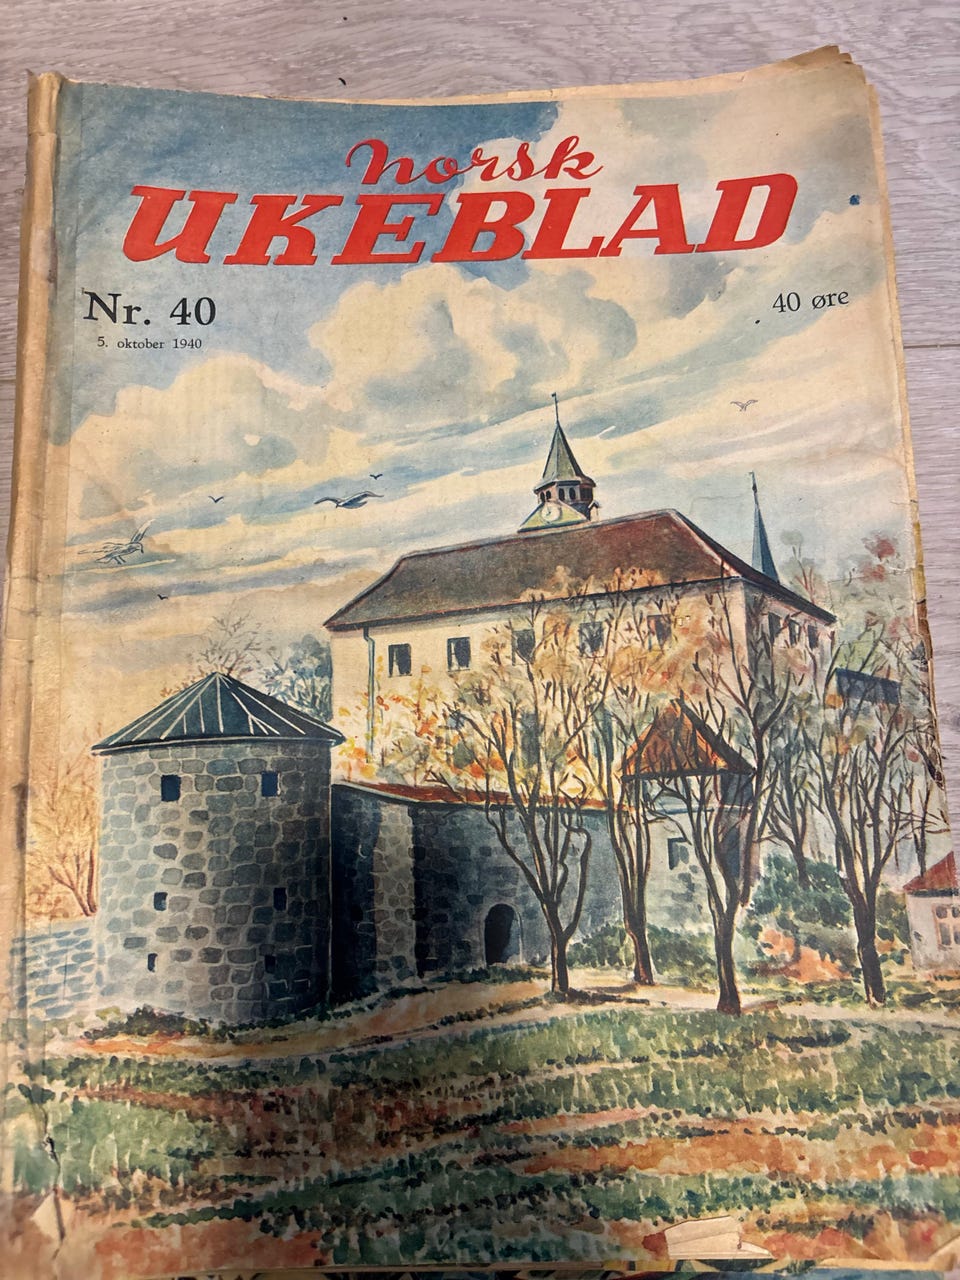 norsk
UKEBLAD
Nr. 40
40 øre
5. oktober 1940